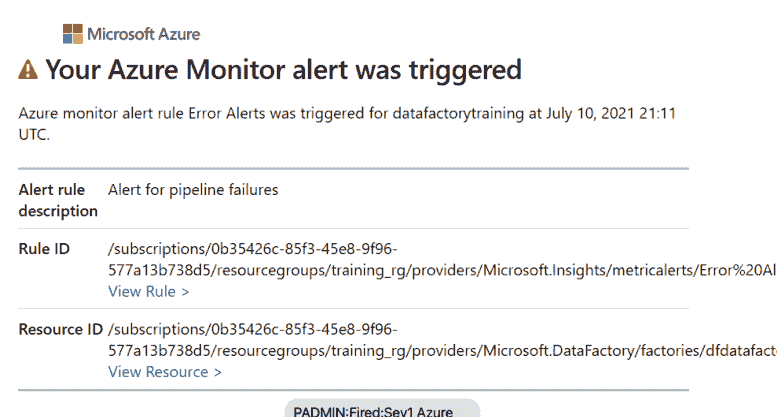 Microsoft Azure
Your Azure Monitor alert was triggered
Azure monitor alert rule Error Alerts was triggered for datafactorytraining at July 10, 2021 21:11
UTC.
Alert rule Alert for pipeline failures
description
Rule ID /subscriptions/0b35426c-85f3-45e8-9f96-
577a13b738d5/resourcegroups/training_rg/providers/Microsoft.Insights/metricalerts/Error%20Al
View Rule >
Resource ID /subscriptions/0b35426c-85f3-45e8-9f96-
577a13b738d5/resourcegroups/training_rg/providers/Microsoft.DataFactory/factories/dfdatafact
View Resource >
PADMIN:Fired:Sev1 Azure